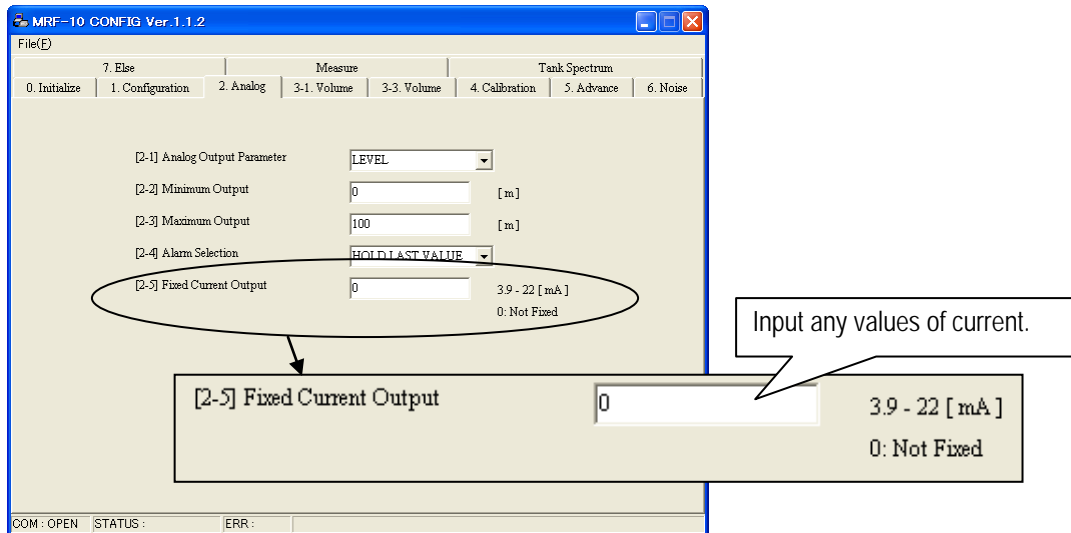 MRF-10 CONFIG Ver.1.1.2
File(F)
7. Else Measure Tank Spectrum
0. Initialize 1. Configuration 2. Analog 3-1. Volume 3-3. Volume 4. Calibration 5. Advance 6. Noise
[2-1] Analog Output Parameter LEVEL
[2-2] Minimum Output 0 [ m ]
[2-3] Maximum Output 100 [ m ]
[2-4] Alarm Selection HOLD LAST VALUE
[2-5] Fixed Current Output 0 3.9 - 22 [ mA ]
0: Not Fixed
Input any values of current.
[2-5] Fixed Current Output 0 3.9 - 22 [ mA ]
0: Not Fixed
COM : OPEN STATUS : ERR :